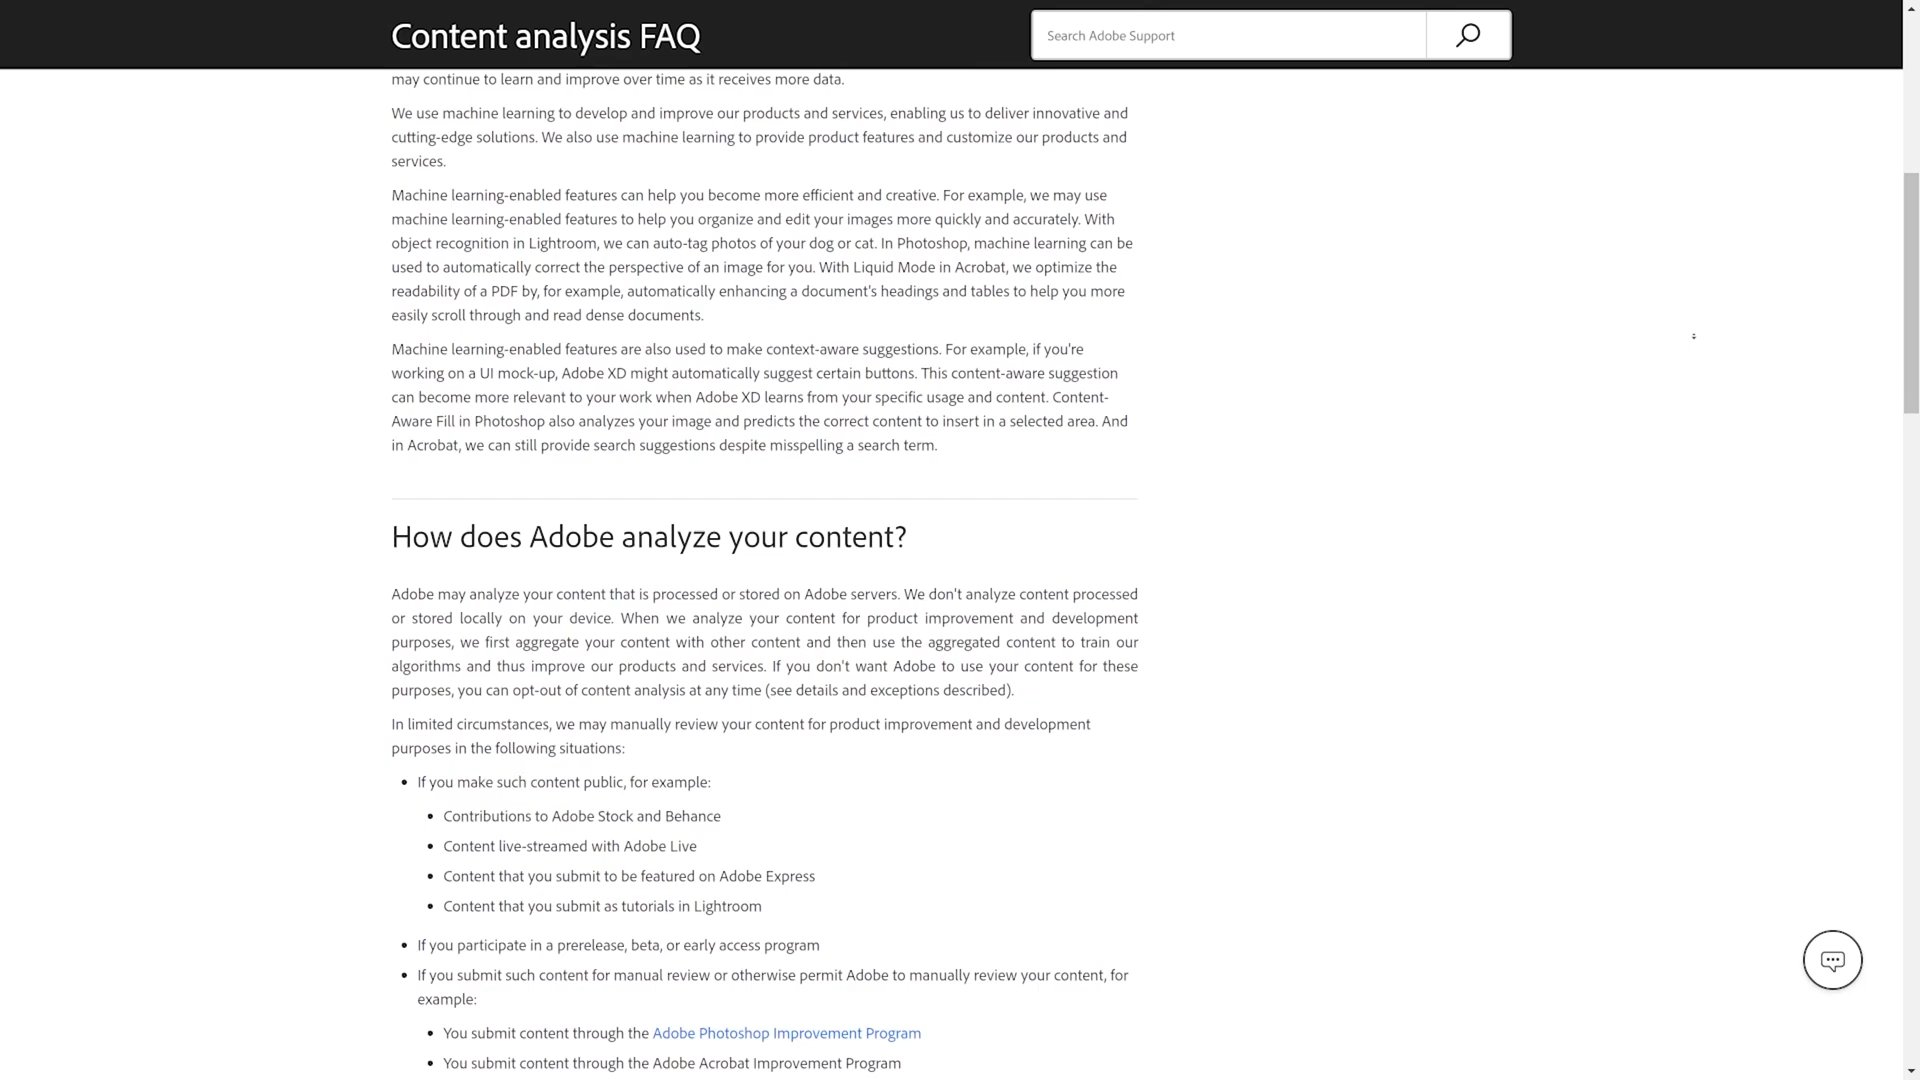 Content analysis FAQ
Search Adobe Support
may continue to learn and improve over time as it receives more data.
We use machine learning to develop and improve our products and services, enabling us to deliver innovative and
cutting-edge solutions. We also use machine learning to provide product features and customize our products and
services.
Machine learning-enabled features can help you become more efficient and creative. For example, we may use
machine learning-enabled features to help you organize and edit your images more quickly and accurately. With
object recognition in Lightroom, we can auto-tag photos of your dog or cat. In Photoshop, machine learning can be
used to automatically correct the perspective of an image for you. With Liquid Mode in Acrobat, we optimize the
readability of a PDF by, for example, automatically enhancing a document's headings and tables to help you more
easily scroll through and read dense documents.
Machine learning-enabled features are also used to make context-aware suggestions. For example, if you're
working on a UI mock-up, Adobe XD might automatically suggest certain buttons. This content-aware suggestion
can become more relevant to your work when Adobe XD learns from your specific usage and content. Content-
Aware Fill in Photoshop also analyzes your image and predicts the correct content to insert in a selected area. And
in Acrobat, we can still provide search suggestions despite misspelling a search term.
How does Adobe analyze your content?
Adobe may analyze your content that is processed or stored on Adobe servers. We don't analyze content processed
or stored locally on your device. When we analyze your content for product improvement and development
purposes, we first aggregate your content with other content and then use the aggregated content to train our
algorithms and thus improve our products and services. If you don't want Adobe to use your content for these
purposes, you can opt-out of content analysis at any time (see details and exceptions described).
In limited circumstances, we may manually review your content for product improvement and development
purposes in the following situations:
• If you make such content public, for example:
• Contributions to Adobe Stock and Behance
• Content live-streamed with Adobe Live
• Content that you submit to be featured on Adobe Express
• Content that you submit as tutorials in Lightroom
• If you participate in a prerelease, beta, or early access program
• If you submit such content for manual review or otherwise permit Adobe to manually review your content, for
example:
• You submit content through the Adobe Photoshop Improvement Program
• You submit content through the Adobe Acrobat Improvement Program